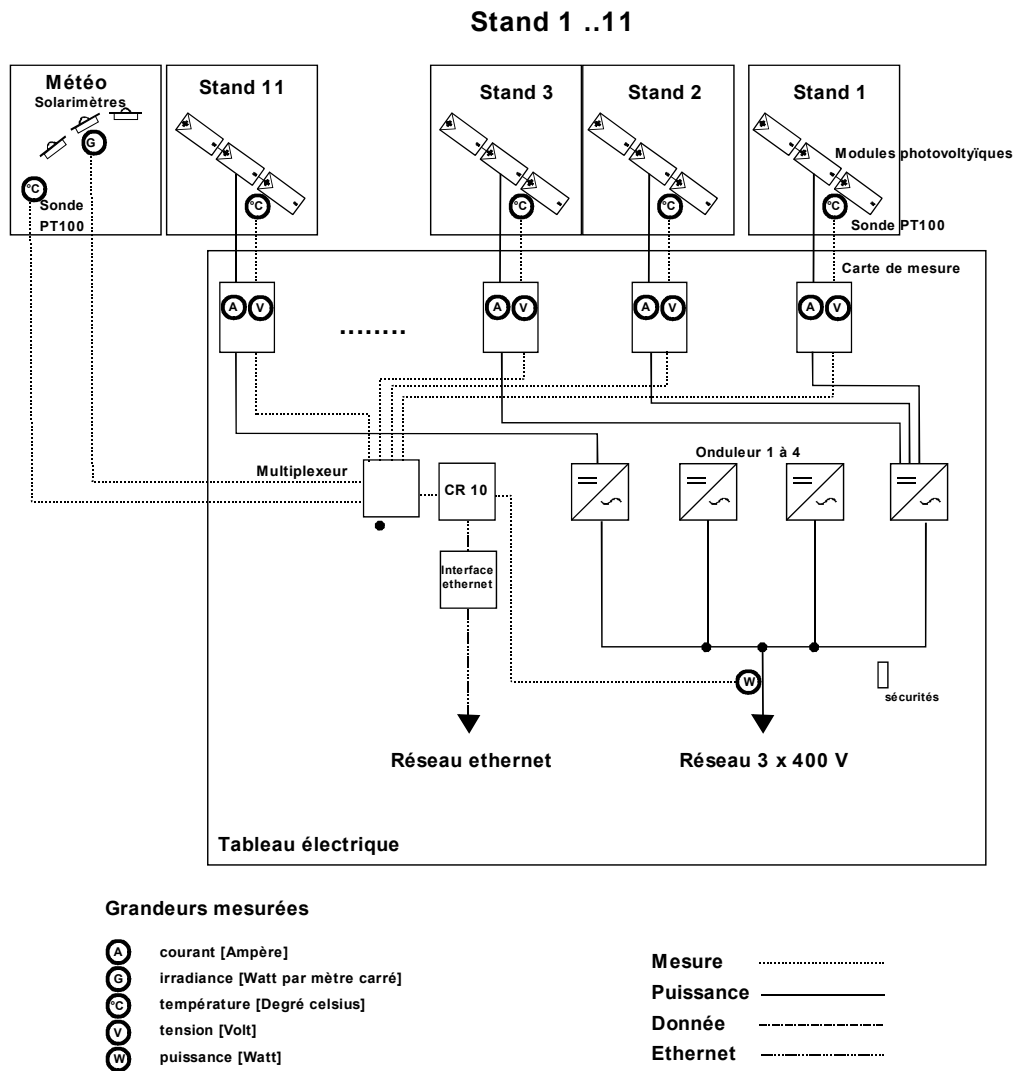 Stand 1 ..11
Météo
Solarimètres
G
°C
Sonde
PT100
Stand 11
°C
Stand 3
°C
Stand 2
°C
Stand 1
Modules photovoltyïques
°C
Sonde PT100
Carte de mesure
A V
........
A V
A V
A V
Multiplexeur
CR 10
Onduleur 1 à 4
Interface
ethernet
W
sécurités
Réseau ethernet
Réseau 3 x 400 V
Tableau électrique
Grandeurs mesurées
A courant [Ampère]
G irradiance [Watt par mètre carré]
°C température [Degré celsius]
V tension [Volt]
W puissance [Watt]
Mesure
Puissance
Donnée
Ethernet